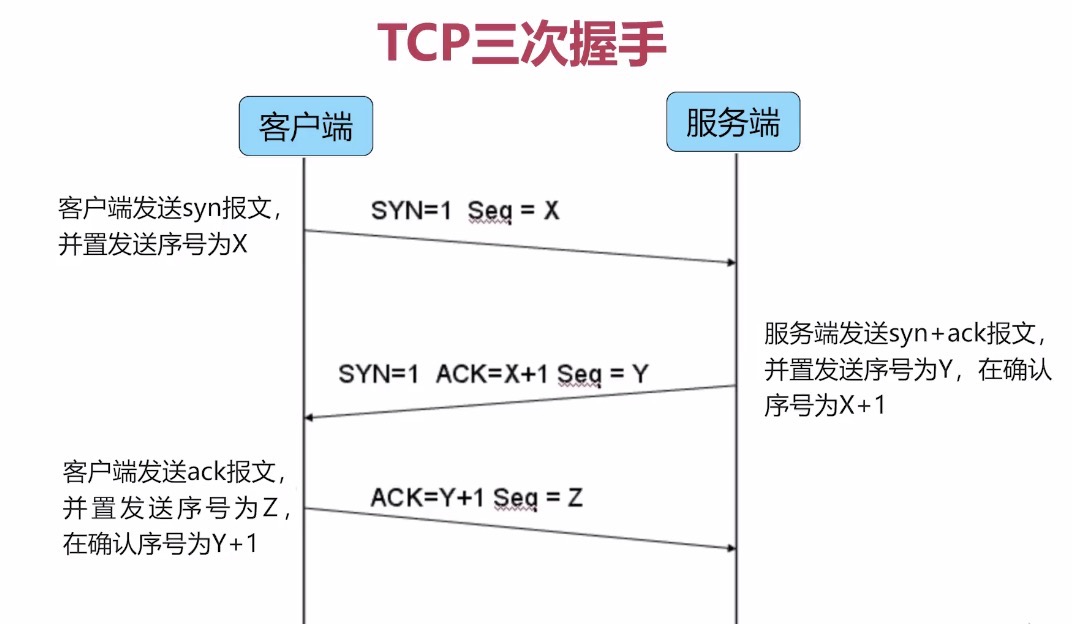 TCP三次握手
客户端
服务端
客户端发送syn报文，
并置发送序号为X
SYN=1 Seq = X
服务端发送syn+ack报文，
并置发送序号为Y，在确认
序号为X+1
SYN=1 ACK=X+1 Seq = Y
客户端发送ack报文，
并置发送序号为Z，
在确认序号为Y+1
ACK=Y+1 Seq = Z